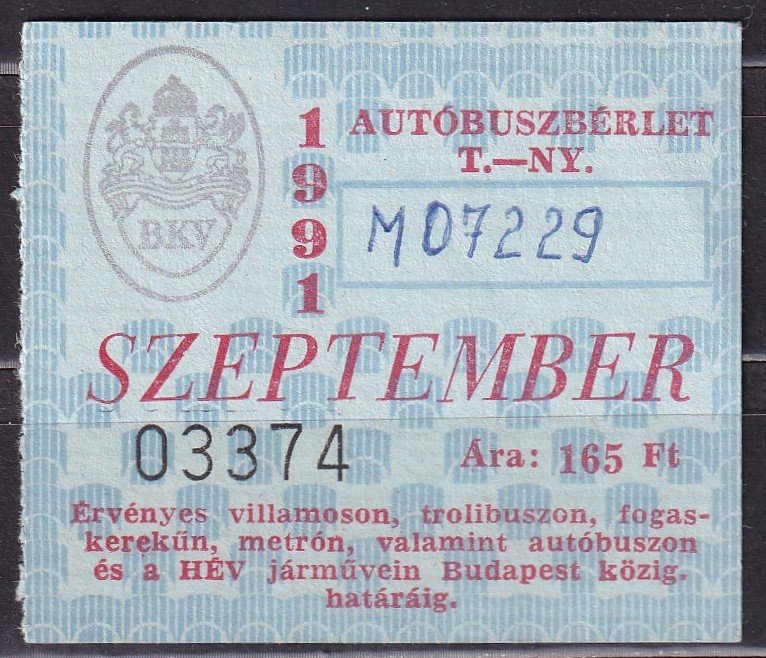 BKV
1991
AUTÓBUSZBÉRLET
T.—NY.
M 07229
SZEPTEMBER
03374
Ára: 165 Ft
Érvényes villamoson, trolibuszon, fogas-
kerekűn, metrón, valamint autóbuszon
és a HÉV járművein Budapest közig.
határáig.